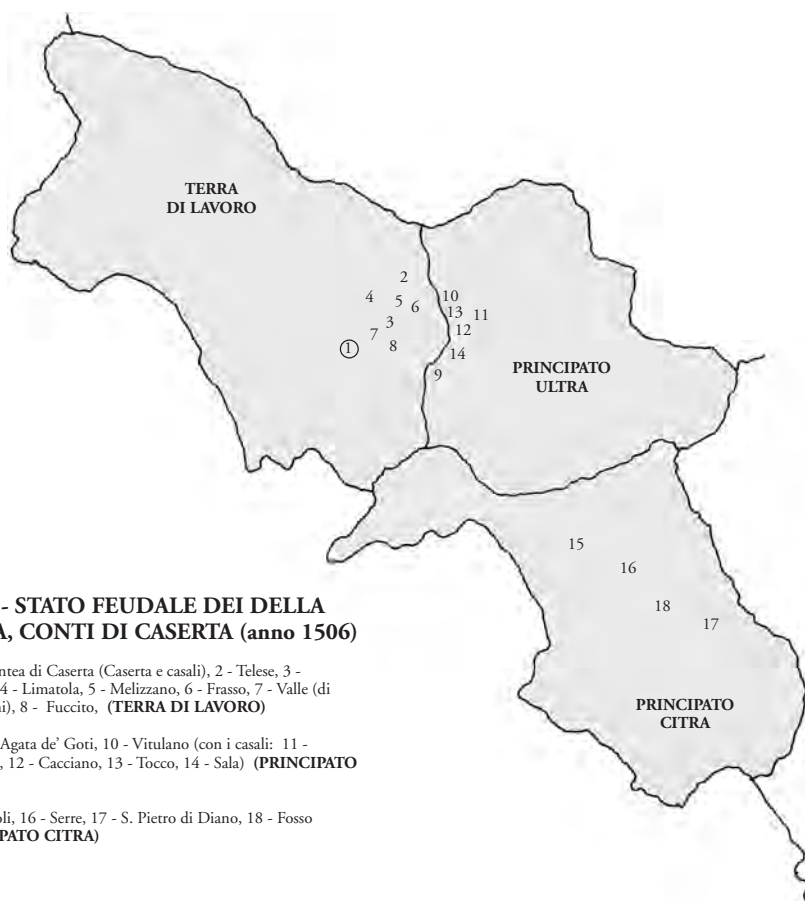 TERRA
DI LAVORO
2
4
5
6
3
7
1
8
10
13
11
12
14
9
PRINCIPATO
ULTRA
15
16
18
17
PRINCIPATO
CITRA
- STATO FEUDALE DEI DELLA
A, CONTI DI CASERTA (anno 1506)
ntea di Caserta (Caserta e casali), 2 - Telese, 3 -
4 - Limatola, 5 - Melizzano, 6 - Frasso, 7 - Valle (di
ni), 8 - Fuccito, (TERRA DI LAVORO)
Agata de’ Goti, 10 - Vitulano (con i casali: 11 -
, 12 - Cacciano, 13 - Tocco, 14 - Sala) (PRINCIPATO
oli, 16 - Serre, 17 - S. Pietro di Diano, 18 - Fosso
IPATO CITRA)